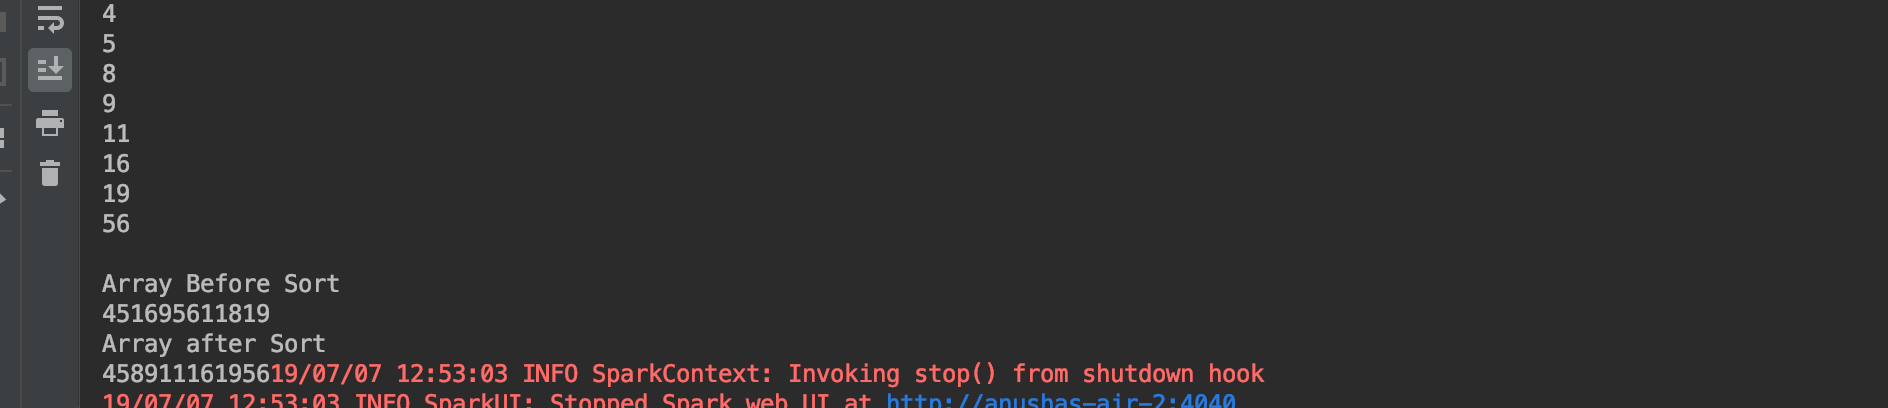 4
5
8
9
11
16
19
56
Array Before Sort
451695611819
Array after Sort
45891116195619/07/07 12:53:03 INFO SparkContext: Invoking stop() from shutdown hook
19/07/07 12:53:03 INFO SparkUI: Stopped Spark web UI at http://anushas-air-2:4040